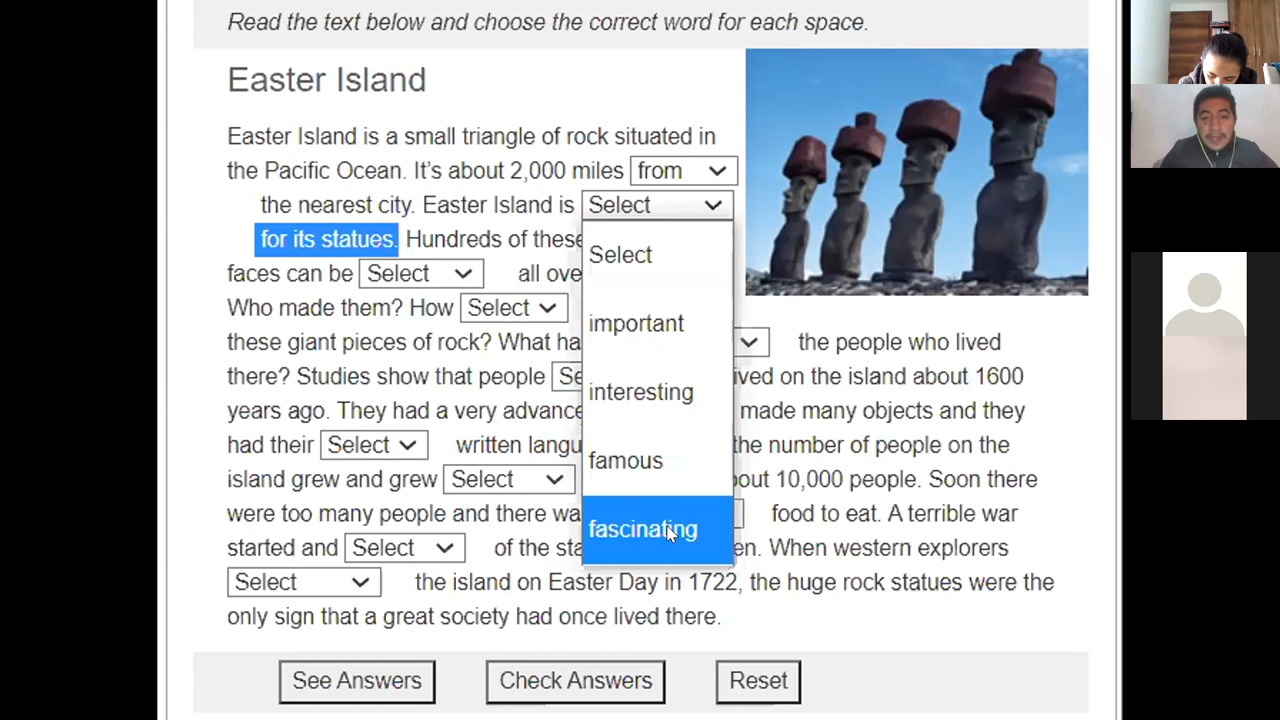 Read the text below and choose the correct word for each space.
Easter Island
Easter Island is a small triangle of rock situated in
the Pacific Ocean. It's about 2,000 miles from
the nearest city. Easter Island is Select
for its statues. Hundreds of these
faces can be Select all ove
Who made them? How Select
these giant pieces of rock? What ha the people who lived
there? Studies show that people Se ived on the island about 1600
years ago. They had a very advance made many objects and they
had their Select written langu the number of people on the
island grew and grew Select out 10,000 people. Soon there
were too many people and there wa food to eat. A terrible war
started and Select of the sta en. When western explorers
Select the island on Easter Day in 1722, the huge rock statues were the
only sign that a great society had once lived there.
Select
important
interesting
famous
fascinating
See Answers Check Answers Reset